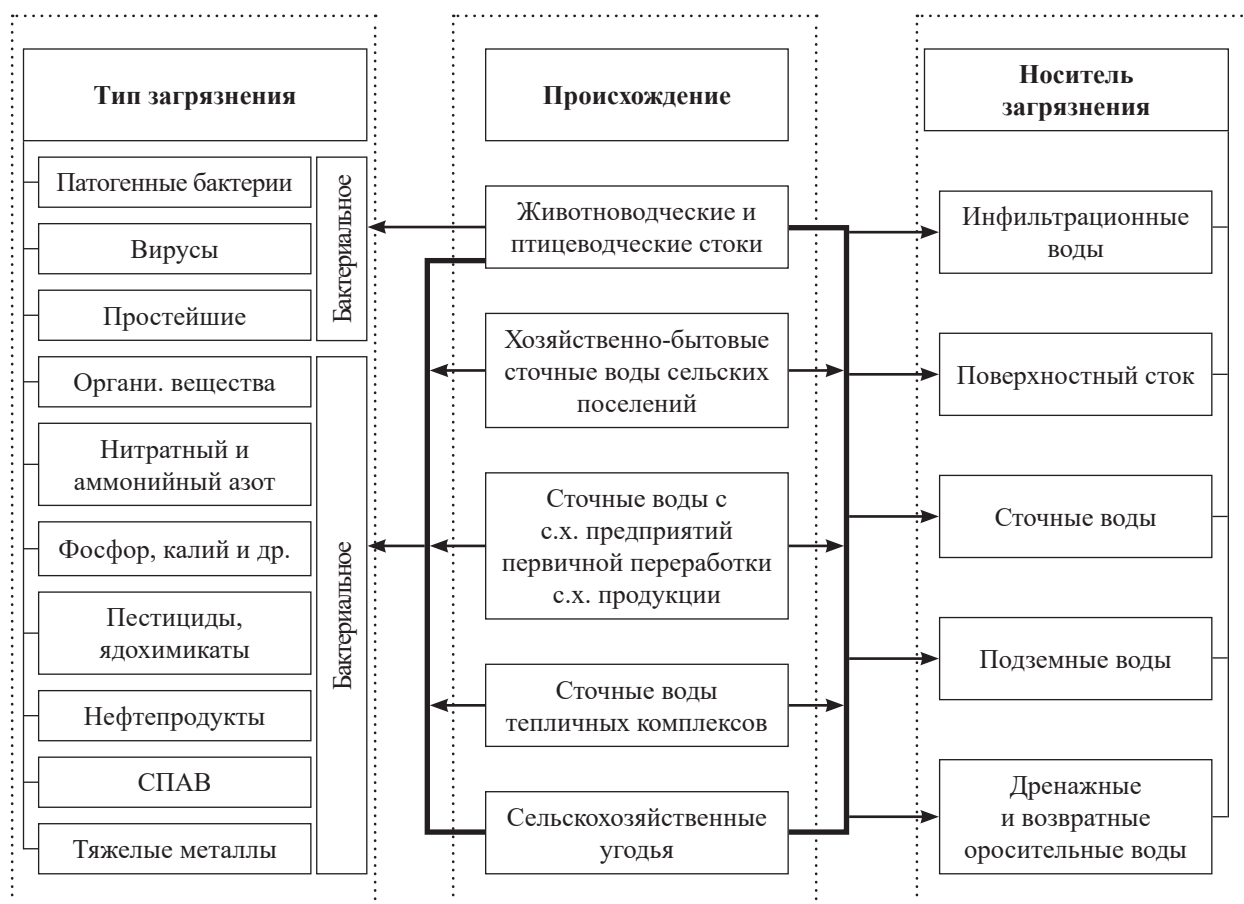 Тип загрязнения
Патогенные бактерии
Вирусы
Простейшие
Бактериальное
Органи. вещества
Нитратный и
аммонийный азот
Фосфор, калий и др.
Пестициды,
ядохимикаты
Нефтепродукты
СПАВ
Тяжелые металлы
Бактериальное
Происхождение
Животноводческие и
птицеводческие стоки
Хозяйственно-бытовые
сточные воды сельских
поселений
Сточные воды с
с.х. предприятий
первичной переработки
с.х. продукции
Сточные воды
тепличных комплексов
Сельскохозяйственные
угодья
Носитель
загрязнения
Инфильтрационные
воды
Поверхностный сток
Сточные воды
Подземные воды
Дренажные
и возвратные
оросительные воды